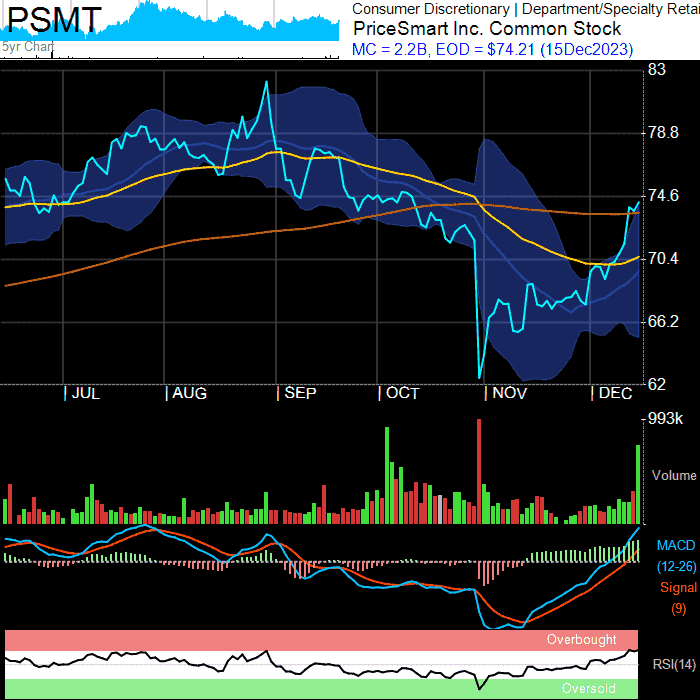 PSMT
Consumer Discretionary | Department/Specialty Retai
PriceSmart Inc. Common Stock
MC = 2.2B, EOD = $74.21 (15Dec2023)
5yr Chart
83
78.8
74.6
70.4
66.2
62
JUL
AUG
SEP
OCT
NOV
DEC
993k
Volume
MACD
(12-26)
Signal
(9)
Overbought
RSI(14)
Oversold